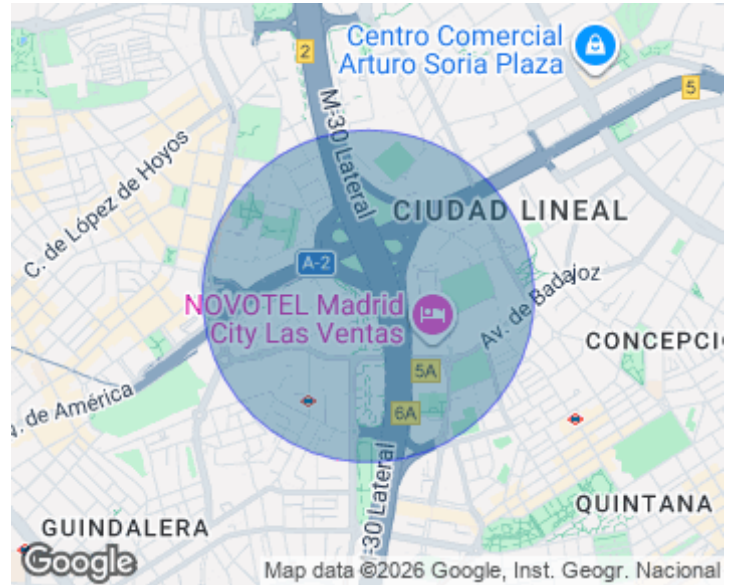 Centro Comercial
Arturo Soria Plaza
2
5
M-30 Lateral
C. de López de Hoyos
CIUDAD LINEAL
A-2
NOVOTEL Madrid
City Las Ventas
Av. de Badajoz
CONCEPCI
5A
. de América
6A
QUINTANA
-30 Lateral
GUINDALERA
Google
Map data ©2026 Google, Inst. Geogr. Nacional